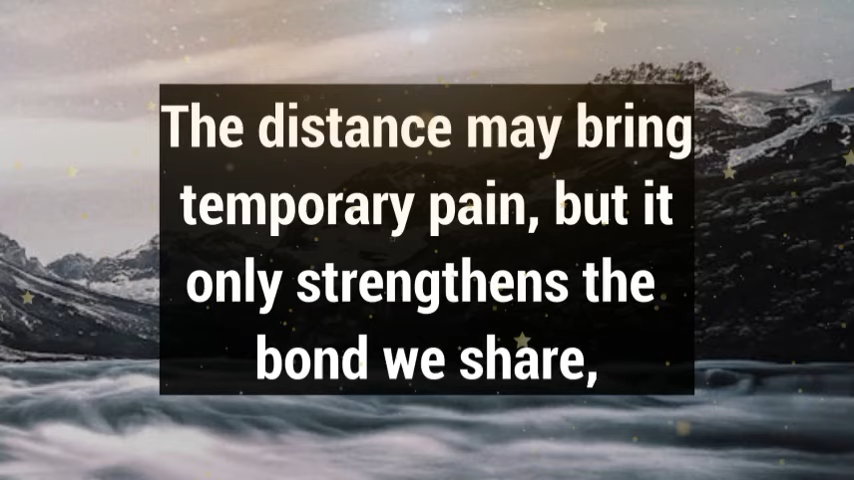 The distance may bring
temporary pain, but it
only strengthens the
bond we share,